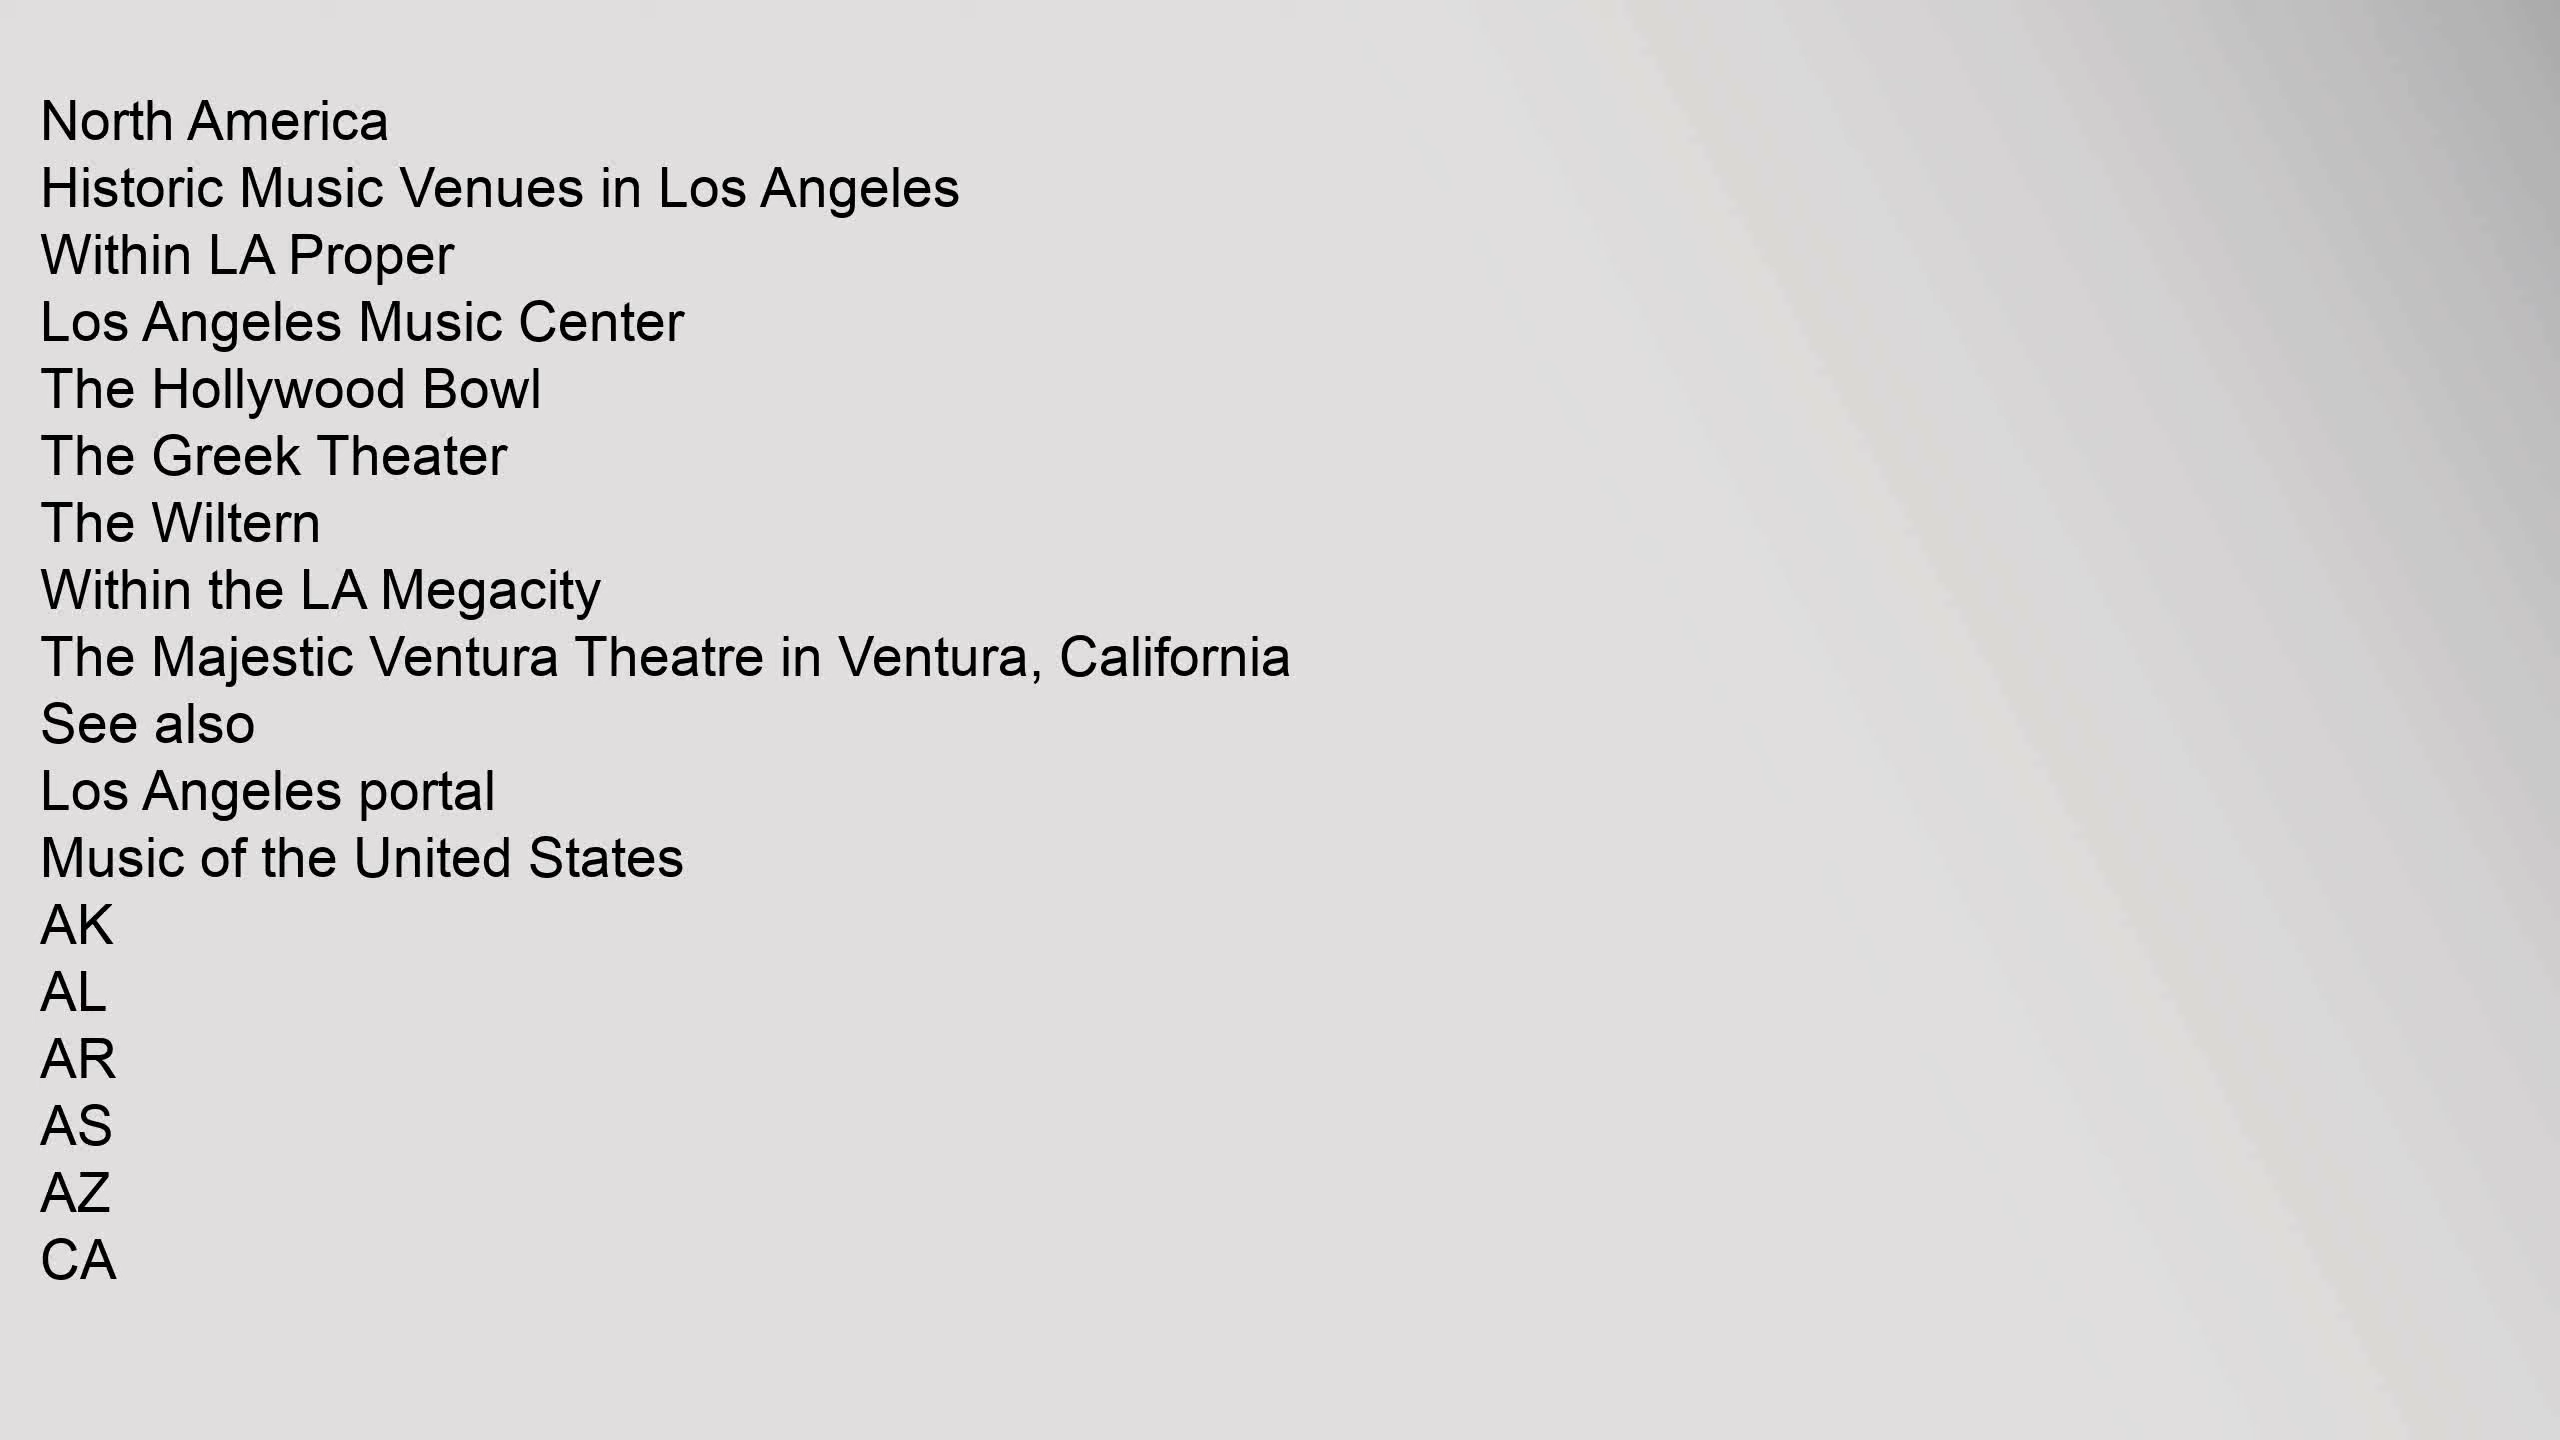 North America
Historic Music Venues in Los Angeles
Within LA Proper
Los Angeles Music Center
The Hollywood Bowl
The Greek Theater
The Wiltern
Within the LA Megacity
The Majestic Ventura Theatre in Ventura, California
See also
Los Angeles portal
Music of the United States
AK
AL
AR
AS
AZ
CA